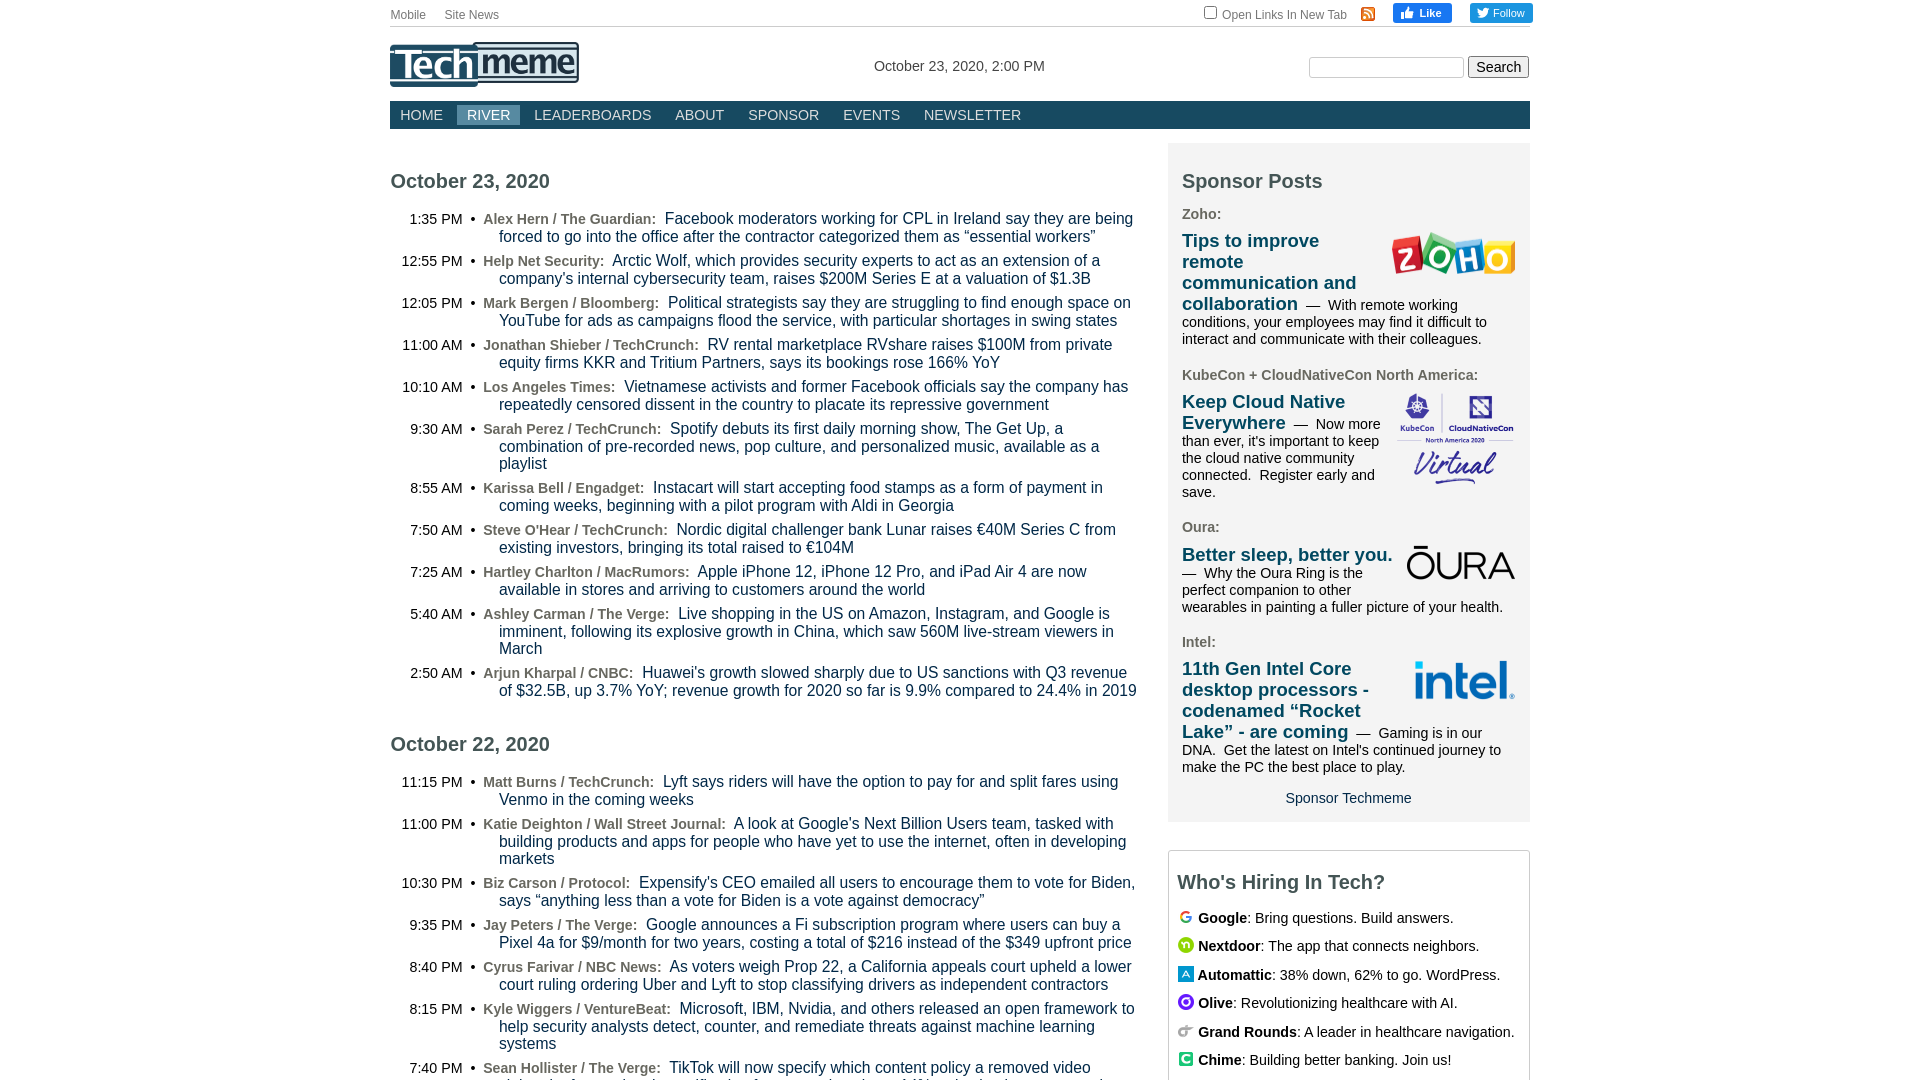 Mobile Site News
Open Links In New Tab Like Follow
Techmeme
October 23, 2020, 2:00 PM
Search
HOME RIVER LEADERBOARDS ABOUT SPONSOR EVENTS NEWSLETTER
October 23, 2020
1:35 PM • Alex Hern / The Guardian: Facebook moderators working for CPL in Ireland say they are being
forced to go into the office after the contractor categorized them as “essential workers”
12:55 PM • Help Net Security: Arctic Wolf, which provides security experts to act as an extension of a
company's internal cybersecurity team, raises $200M Series E at a valuation of $1.3B
12:05 PM • Mark Bergen / Bloomberg: Political strategists say they are struggling to find enough space on
YouTube for ads as campaigns flood the service, with particular shortages in swing states
11:00 AM • Jonathan Shieber / TechCrunch: RV rental marketplace RVshare raises $100M from private
equity firms KKR and Tritium Partners, says its bookings rose 166% YoY
10:10 AM • Los Angeles Times: Vietnamese activists and former Facebook officials say the company has
repeatedly censored dissent in the country to placate its repressive government
9:30 AM • Sarah Perez / TechCrunch: Spotify debuts its first daily morning show, The Get Up, a
combination of pre-recorded news, pop culture, and personalized music, available as a
playlist
8:55 AM • Karissa Bell / Engadget: Instacart will start accepting food stamps as a form of payment in
coming weeks, beginning with a pilot program with Aldi in Georgia
7:50 AM • Steve O'Hear / TechCrunch: Nordic digital challenger bank Lunar raises €40M Series C from
existing investors, bringing its total raised to €104M
7:25 AM • Hartley Charlton / MacRumors: Apple iPhone 12, iPhone 12 Pro, and iPad Air 4 are now
available in stores and arriving to customers around the world
5:40 AM • Ashley Carman / The Verge: Live shopping in the US on Amazon, Instagram, and Google is
imminent, following its explosive growth in China, which saw 560M live-stream viewers in
March
2:50 AM • Arjun Kharpal / CNBC: Huawei's growth slowed sharply due to US sanctions with Q3 revenue
of $32.5B, up 3.7% YoY; revenue growth for 2020 so far is 9.9% compared to 24.4% in 2019
October 22, 2020
11:15 PM • Matt Burns / TechCrunch: Lyft says riders will have the option to pay for and split fares using
Venmo in the coming weeks
11:00 PM • Katie Deighton / Wall Street Journal: A look at Google's Next Billion Users team, tasked with
building products and apps for people who have yet to use the internet, often in developing
markets
10:30 PM • Biz Carson / Protocol: Expensify's CEO emailed all users to encourage them to vote for Biden,
says “anything less than a vote for Biden is a vote against democracy”
9:35 PM • Jay Peters / The Verge: Google announces a Fi subscription program where users can buy a
Pixel 4a for $9/month for two years, costing a total of $216 instead of the $349 upfront price
8:40 PM • Cyrus Farivar / NBC News: As voters weigh Prop 22, a California appeals court upheld a lower
court ruling ordering Uber and Lyft to stop classifying drivers as independent contractors
8:15 PM • Kyle Wiggers / VentureBeat: Microsoft, IBM, Nvidia, and others released an open framework to
help security analysts detect, counter, and remediate threats against machine learning
systems
7:40 PM • Sean Hollister / The Verge: TikTok will now specify which content policy a removed video
Sponsor Posts
Zoho:
ZOHO
Tips to improve
remote
communication and
collaboration — With remote working
conditions, your employees may find it difficult to
interact and communicate with their colleagues.
KubeCon + CloudNativeCon North America:
KubeCon CloudNativeCon
North America 2020
Virtual
Keep Cloud Native
Everywhere — Now more
than ever, it's important to keep
the cloud native community
connected. Register early and
save.
Oura:
ŌURA
Better sleep, better you.
— Why the Oura Ring is the
perfect companion to other
wearables in painting a fuller picture of your health.
Intel:
intel®
11th Gen Intel Core
desktop processors -
codenamed “Rocket
Lake” - are coming — Gaming is in our
DNA. Get the latest on Intel's continued journey to
make the PC the best place to play.
Sponsor Techmeme
Who's Hiring In Tech?
Google: Bring questions. Build answers.
Nextdoor: The app that connects neighbors.
Automattic: 38% down, 62% to go. WordPress.
Olive: Revolutionizing healthcare with AI.
Grand Rounds: A leader in healthcare navigation.
Chime: Building better banking. Join us!